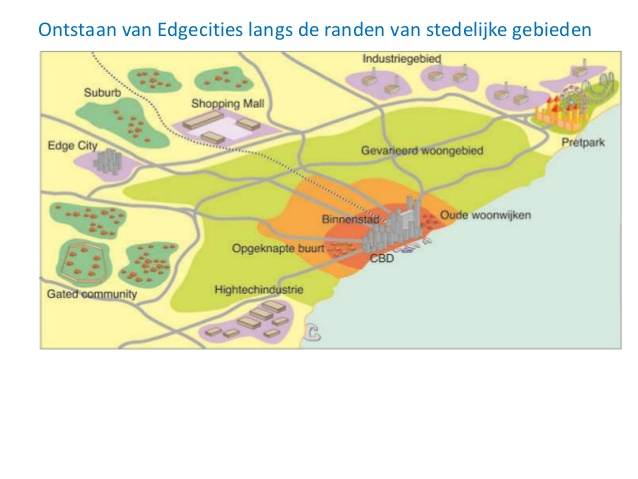 Ontstaan van Edgecities langs de randen van stedelijke gebieden
Industriegebied
Suburb
Shopping Mall
Pretpark
Edge City
Gevarieerd woongebied
Binnenstad
Oude woonwijken
Opgeknapte buurt
CBD
Gated community
Hightechindustrie